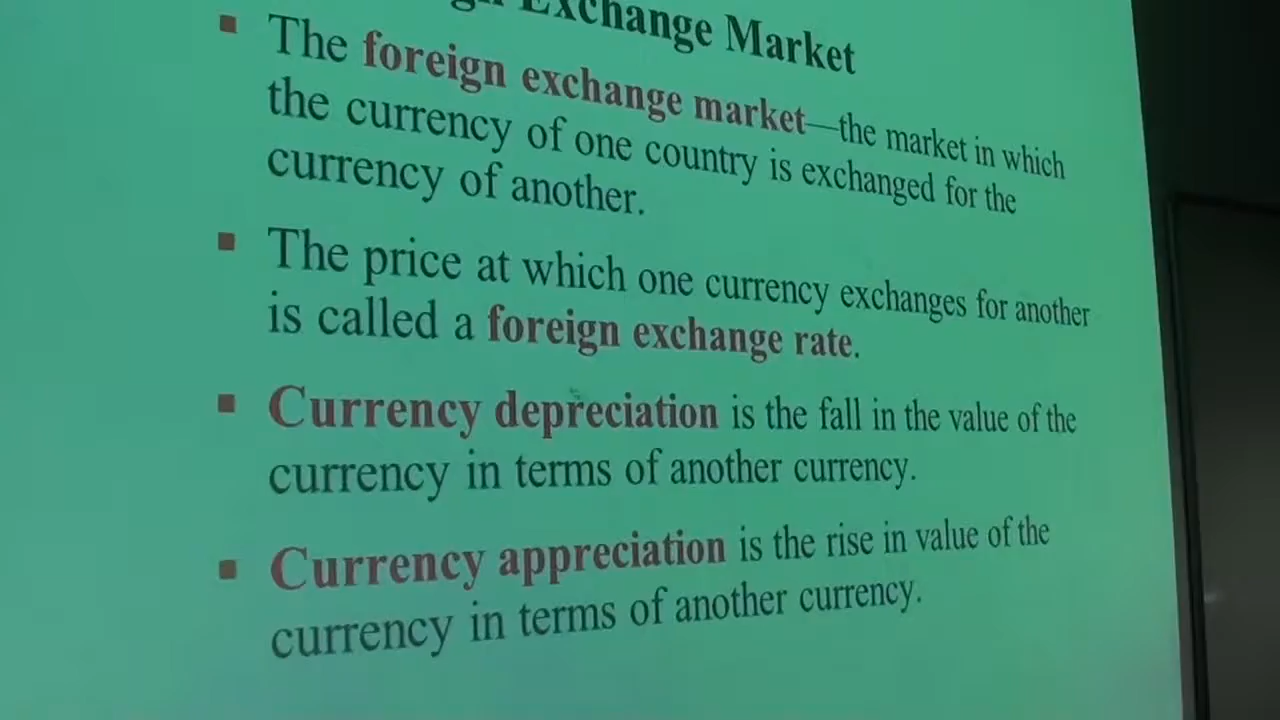 Exchange Market
▪ The foreign exchange market—the market in which
the currency of one country is exchanged for the
currency of another.
▪ The price at which one currency exchanges for another
is called a foreign exchange rate.
▪ Currency depreciation is the fall in the value of the
currency in terms of another currency.
▪ Currency appreciation is the rise in value of the
currency in terms of another currency.